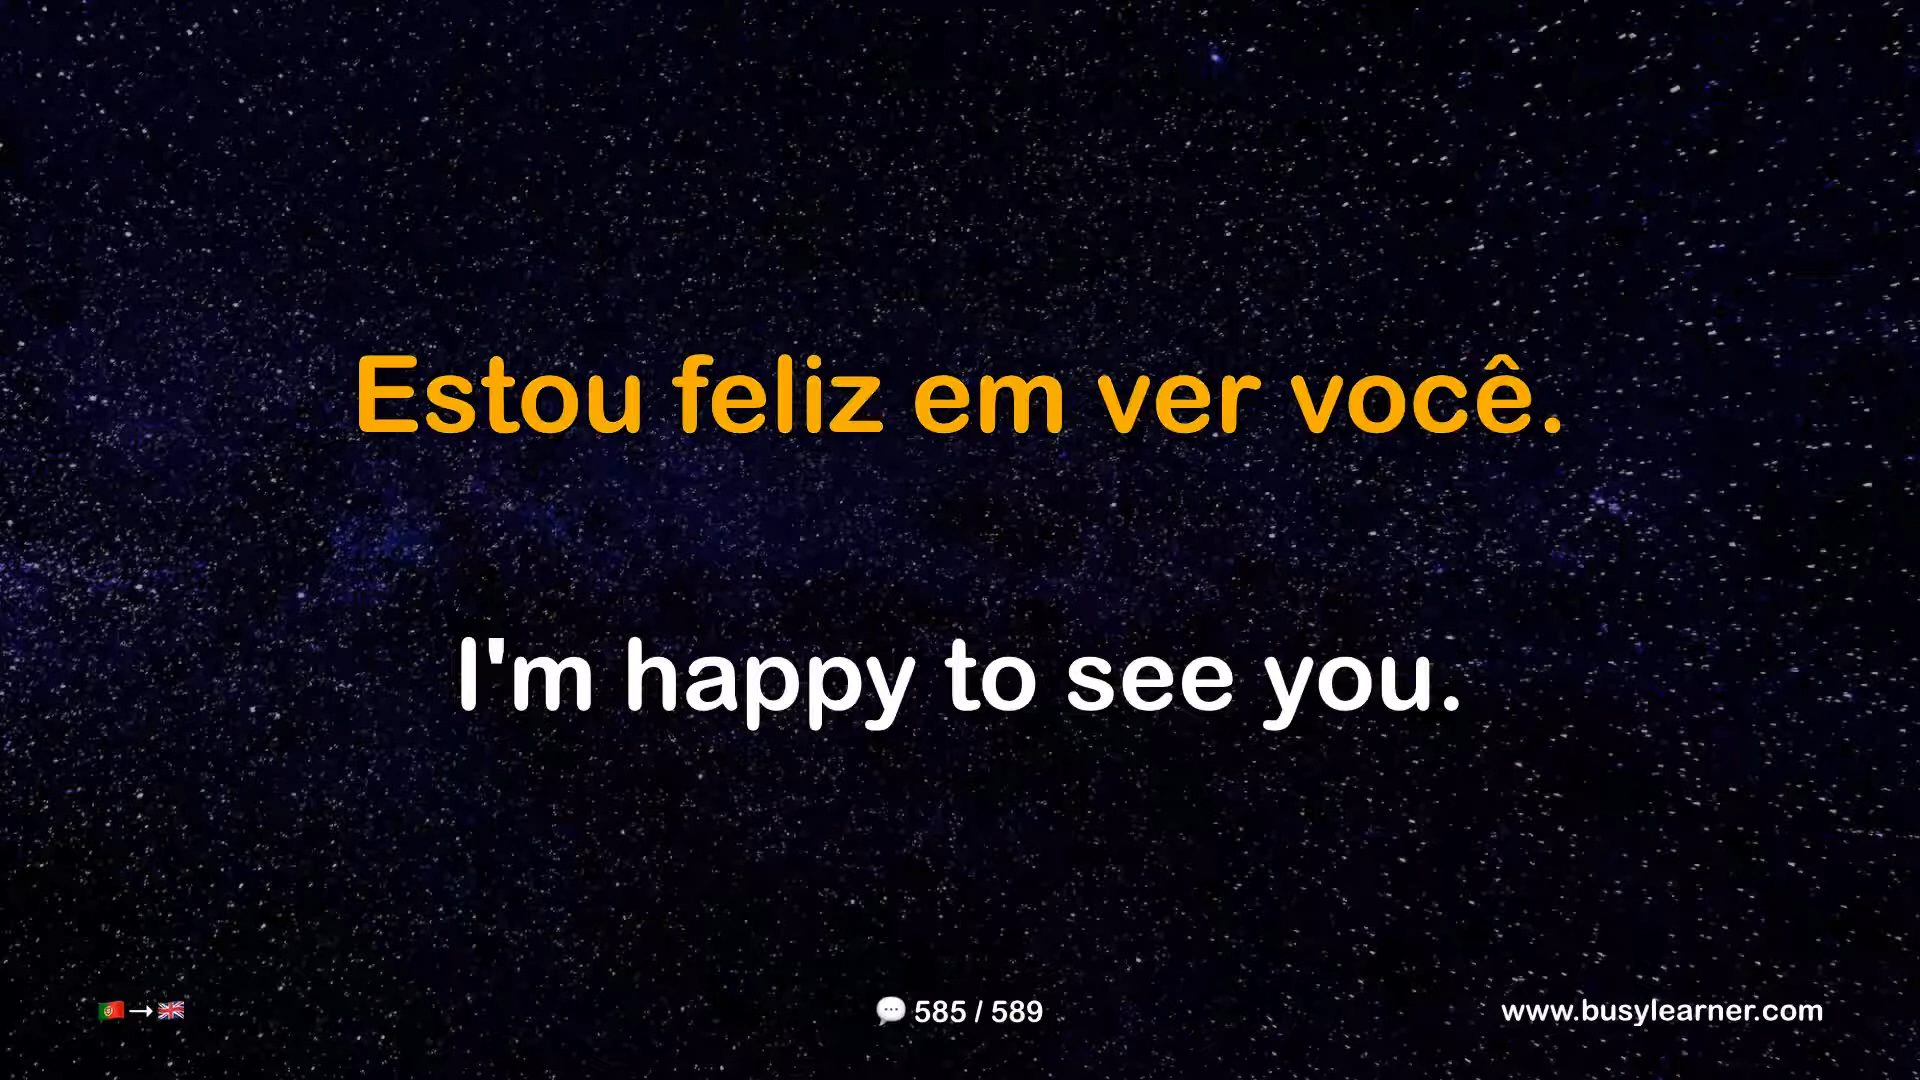 Estou feliz em ver você.
I'm happy to see you.
🇵🇹→🇬🇧
💬 585 / 589
www.busylearner.com